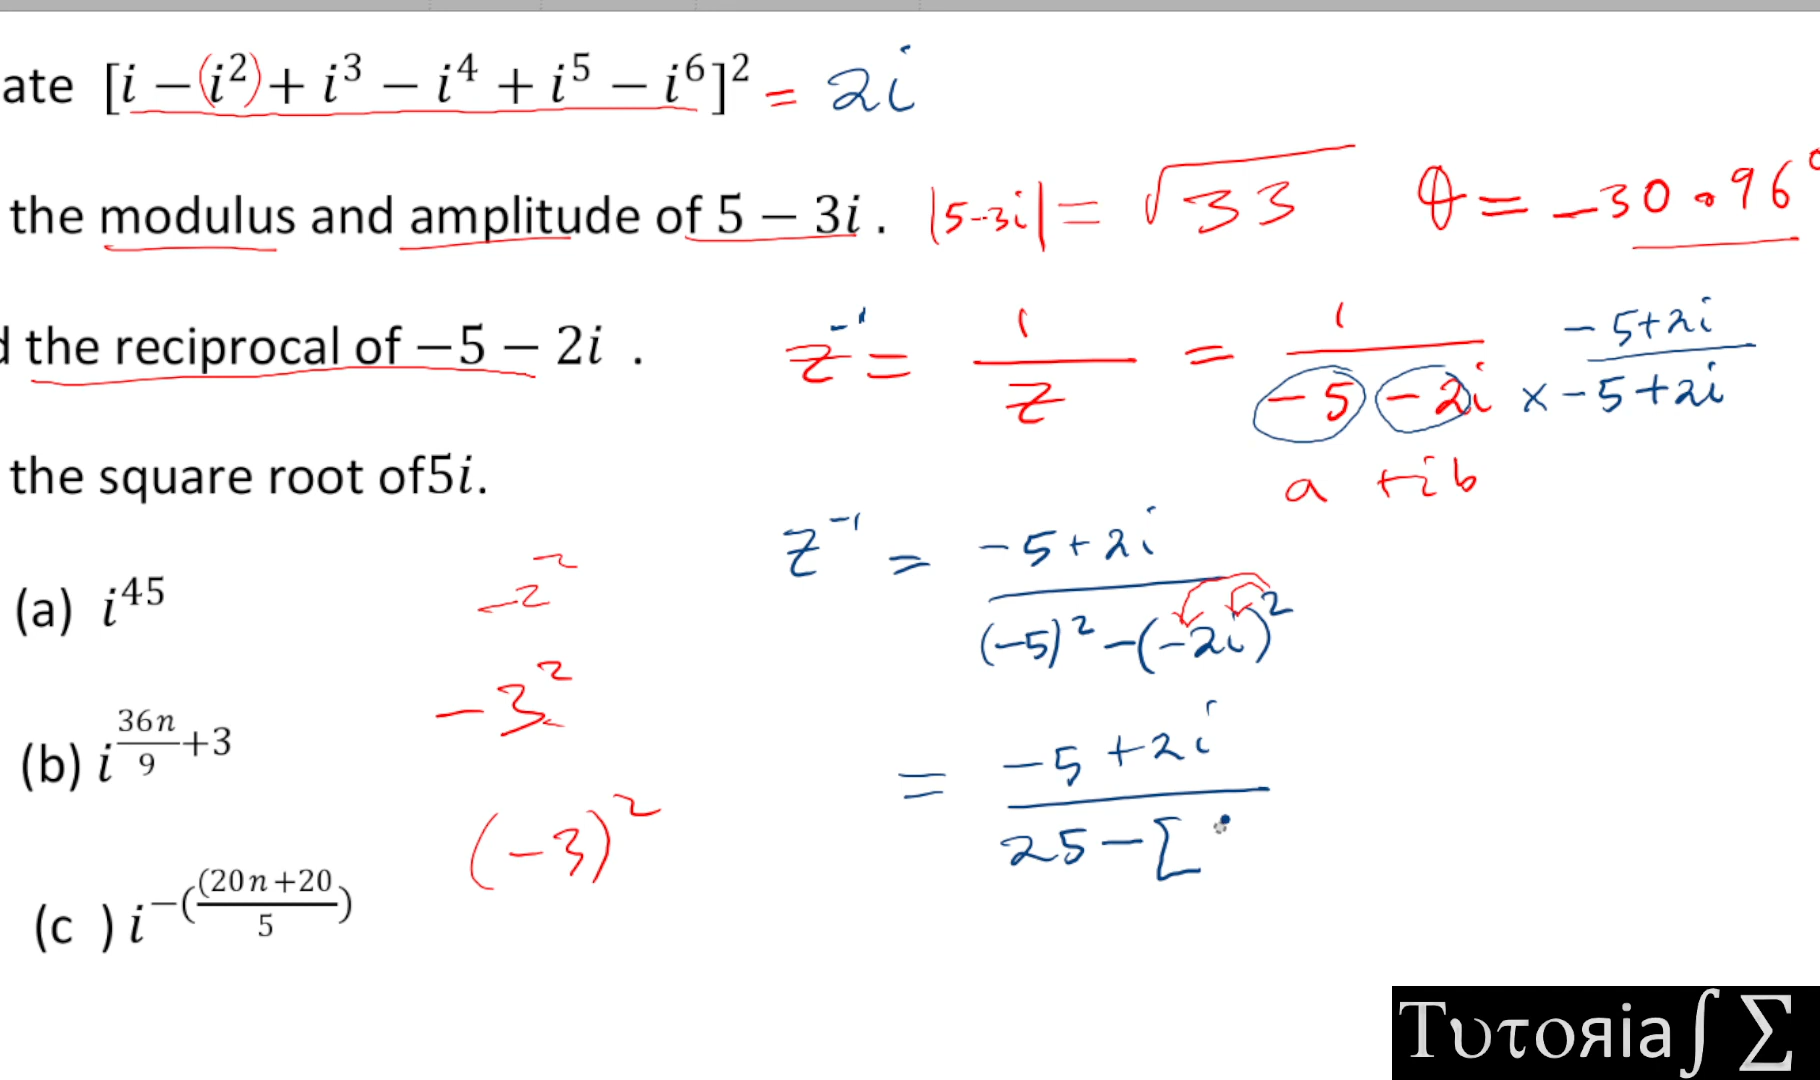 ate [i − (i²) + i³ − i⁴ + i⁵ − i⁶]² = 2i
the modulus and amplitude of 5 − 3i . |5-3i| = √33 θ = -30.96°
d the reciprocal of −5 − 2i . z⁻¹ = 1/z = 1/(-5-2i) × (-5+2i)/(-5+2i)
a + ib
the square root of5i.
z⁻¹ = (-5+2i)/((-5)² - (-2i)²)
(a) i⁴⁵
-2²
-3²
(b) i^(36n/9 +3)
= (-5+2i)/(25-[
(-3)²
(c ) i^−((20n+20/5)
Tυτoяia∫∑